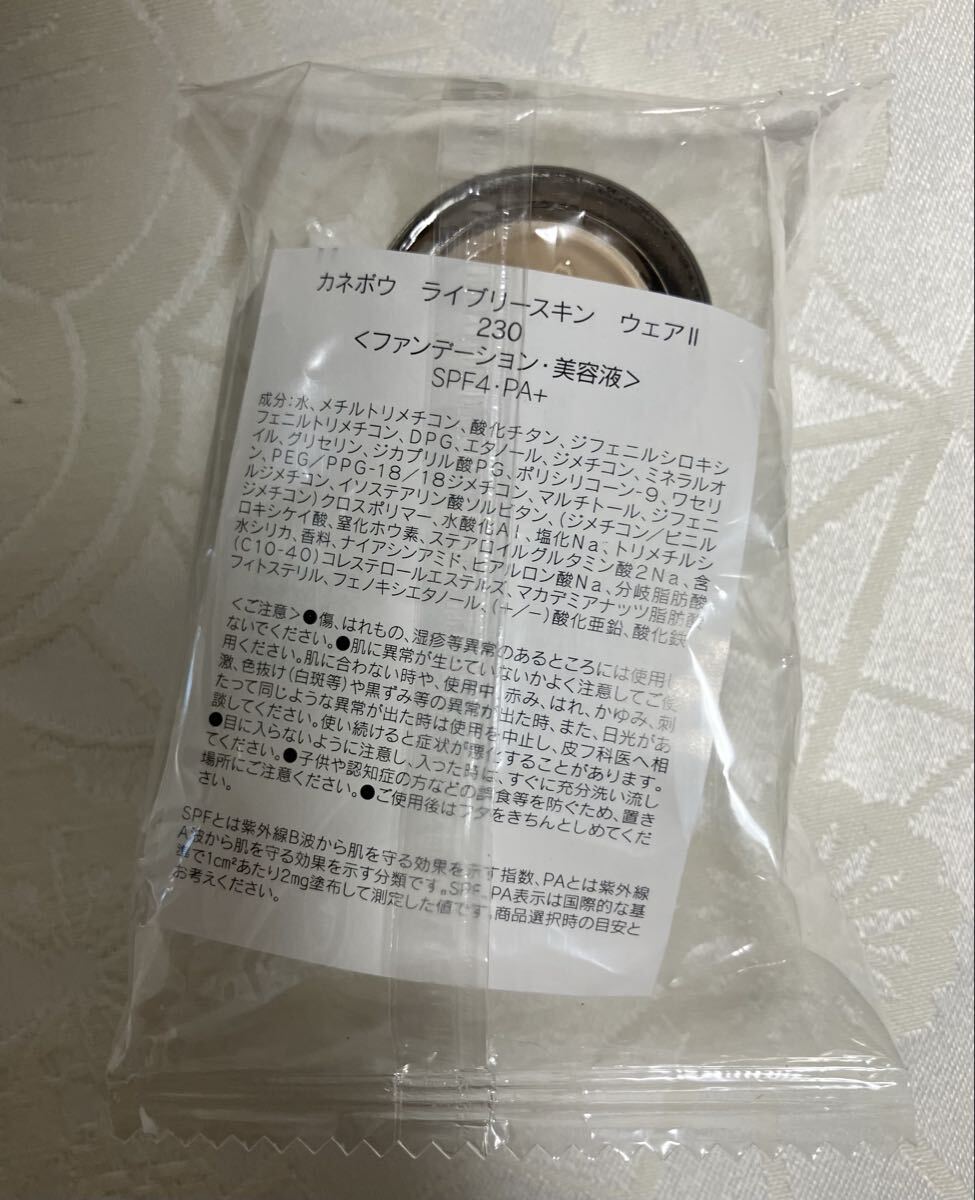 カネボウ ライブリースキン ウェアⅡ
230
<ファンデーション・美容液>
SPF4・PA+
成分:水、メチルトリメチコン、酸化チタン、ジフェニルシロキシ
フェニルトリメチコン、DPG、エタノール、ジメチコン、ミネラルオ
イル、グリセリン、ジカプリル酸PG、ポリシリコーン-9、ワセリ
ン、PEG/PPG-18/18ジメチコン、マルチトール、ジフェニ
ルジメチコン、イソステアリン酸ソルビタン、(ジメチコン/ビニル
ジメチコン)クロスポリマー、水酸化Al、塩化Na、トリメチルシ
ロキシケイ酸、窒化ホウ素、ステアロイルグルタミン酸2Na、含
水シリカ、香料、ナイアシンアミド、ヒアルロン酸Na、分岐脂肪酸
(C10-40)コレステロールエステルズ、マカデミアナッツ脂肪酸
フィトステリル、フェノキシエタノール、(+/-)酸化亜鉛、酸化鉄
<ご注意>●傷、はれもの、湿疹等異常のあるところには使用し
ないでください。●肌に異常が生じていないかよく注意してご使
用ください。肌に合わない時や、使用中、赤み、はれ、かゆみ、刺
激、色抜け(白斑等)や黒ずみ等の異常が出た時、また、日光があ
たって同じような異常が出た時は使用を中止し、皮フ科医へ相
談してください。使い続けると症状が悪化することがあります。
●目に入らないように注意し、入った時は、すぐに充分洗い流し
てください。●子供や認知症の方などの誤食等を防ぐため、置き
場所にご注意ください。●ご使用後はフタをきちんとしめてくだ
さい。
SPFとは紫外線B波から肌を守る効果を示す指数、PAとは紫外線
A波から肌を守る効果を示す分類です。SPF、PA表示は国際的な基
準で1cm²あたり2mg塗布して測定した値です。商品選択時の目安と
お考えください。